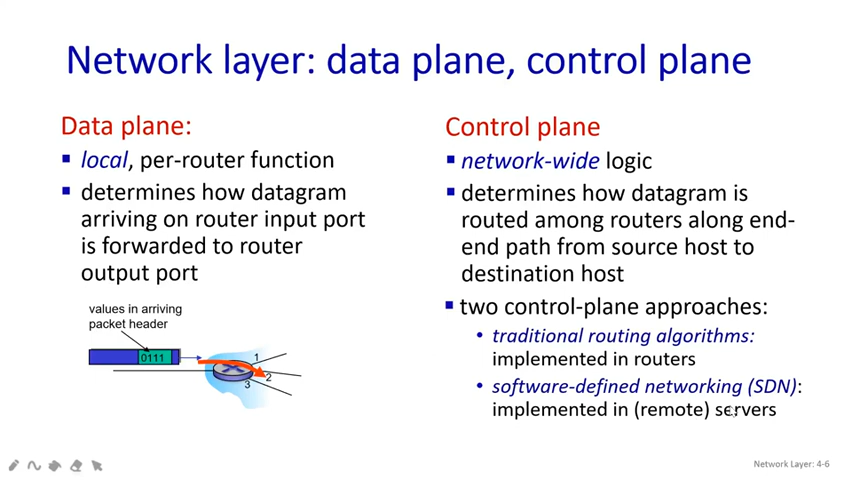 Network layer: data plane, control plane
Data plane:
▪ local, per-router function
▪ determines how datagram
arriving on router input port
is forwarded to router
output port
values in arriving
packet header
0111
1
2
3
Control plane
▪ network-wide logic
▪ determines how datagram is
routed among routers along end-
end path from source host to
destination host
▪ two control-plane approaches:
• traditional routing algorithms:
implemented in routers
• software-defined networking (SDN):
implemented in (remote) servers
Network Layer: 4-6